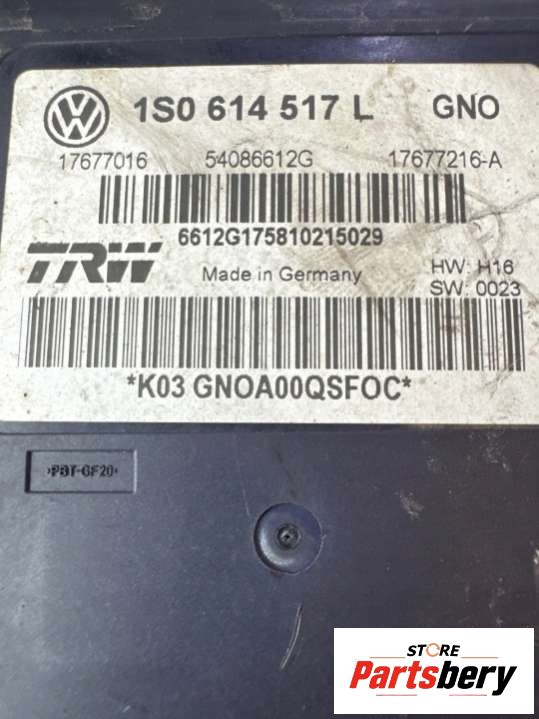 1S0 614 517 L GNO
17677016 54086612G 17677216-A
6612G175810215029
TRW Made in Germany HW: H16
SW: 0023
*K03 GNOA00QSFOC*
>PBT-GF20<
STORE
Partsbery